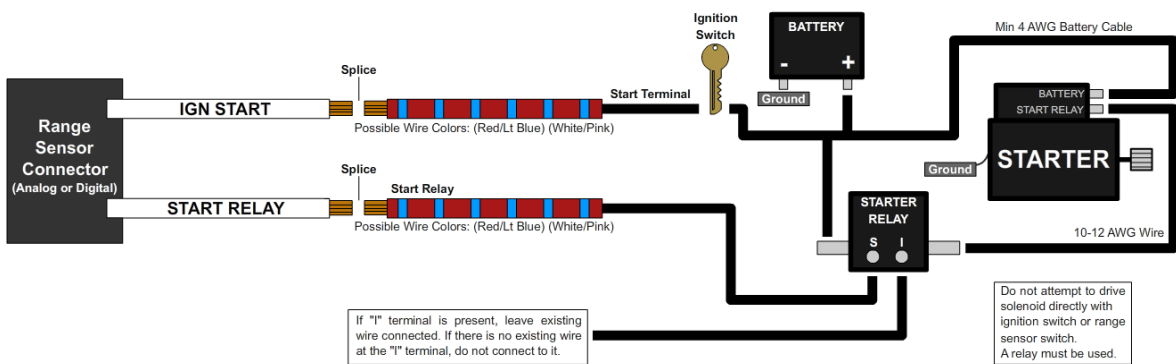 Ignition
Switch
BATTERY
- +
Ground
Min 4 AWG Battery Cable
Splice
IGN START
Start Terminal
Possible Wire Colors: (Red/Lt Blue) (White/Pink)
BATTERY
START RELAY
STARTER
Ground
Range
Sensor
Connector
(Analog or Digital)
Splice
Start Relay
START RELAY
Possible Wire Colors: (Red/Lt Blue) (White/Pink)
STARTER
RELAY
S I
10-12 AWG Wire
If "I" terminal is present, leave existing
wire connected. If there is no existing wire
at the "I" terminal, do not connect to it.
Do not attempt to drive
solenoid directly with
ignition switch or range
sensor switch.
A relay must be used.